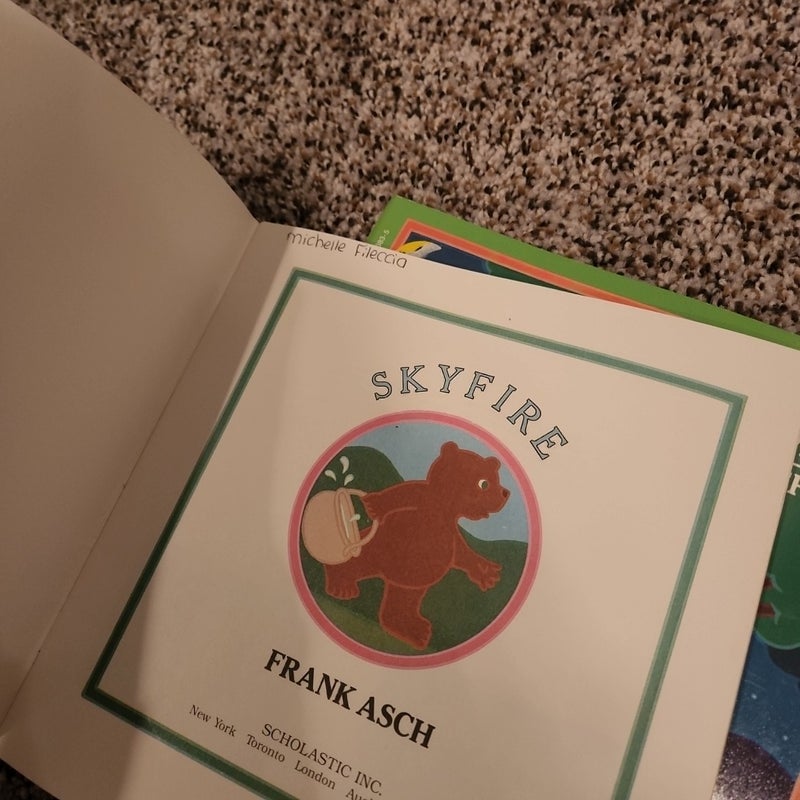 michelle Fileccia
SKYFIRE
FRANK ASCH
SCHOLASTIC INC.
New York Toronto London